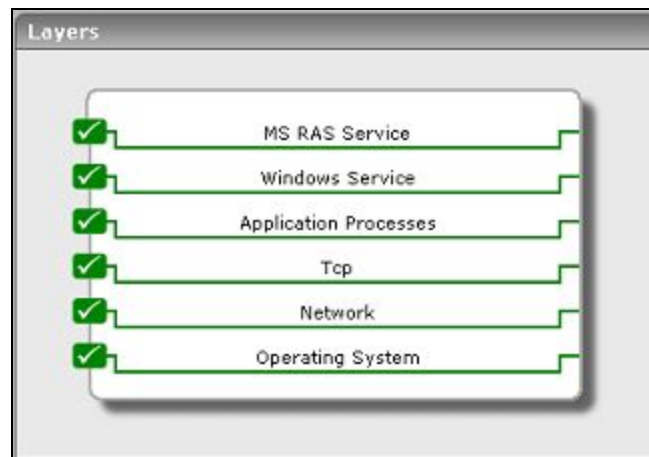 Layers
MS RAS Service
Windows Service
Application Processes
Tcp
Network
Operating System